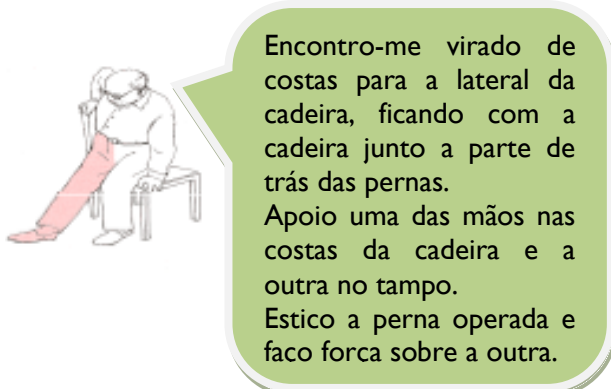 Encontro-me virado de
costas para a lateral da
cadeira, ficando com a
cadeira junto a parte de
trás das pernas.
Apoio uma das mãos nas
costas da cadeira e a
outra no tampo.
Estico a perna operada e
faco forca sobre a outra.